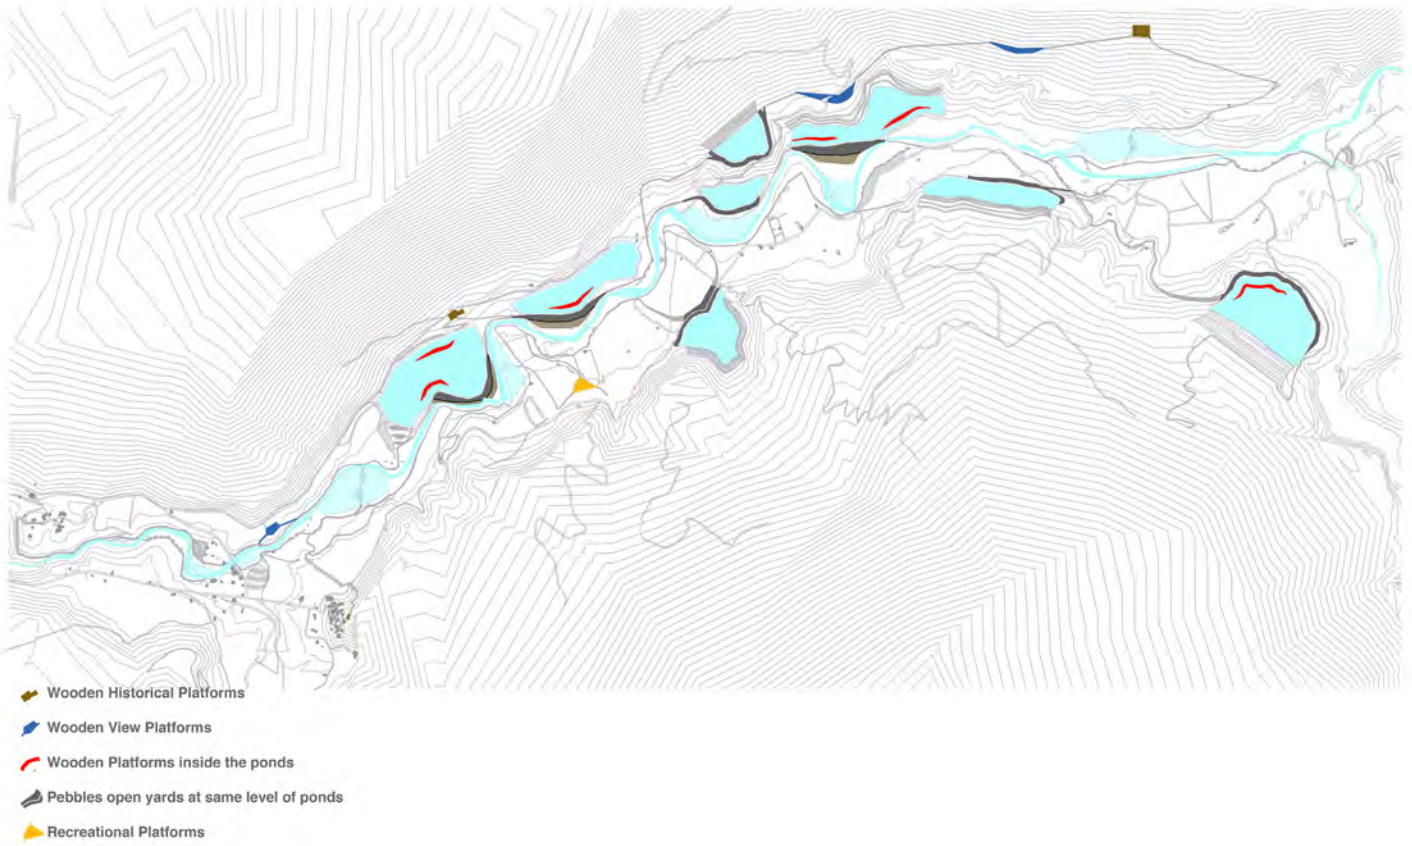 Wooden Historical Platforms
Wooden View Platforms
Wooden Platforms inside the ponds
Pebbles open yards at same level of ponds
Recreational Platforms